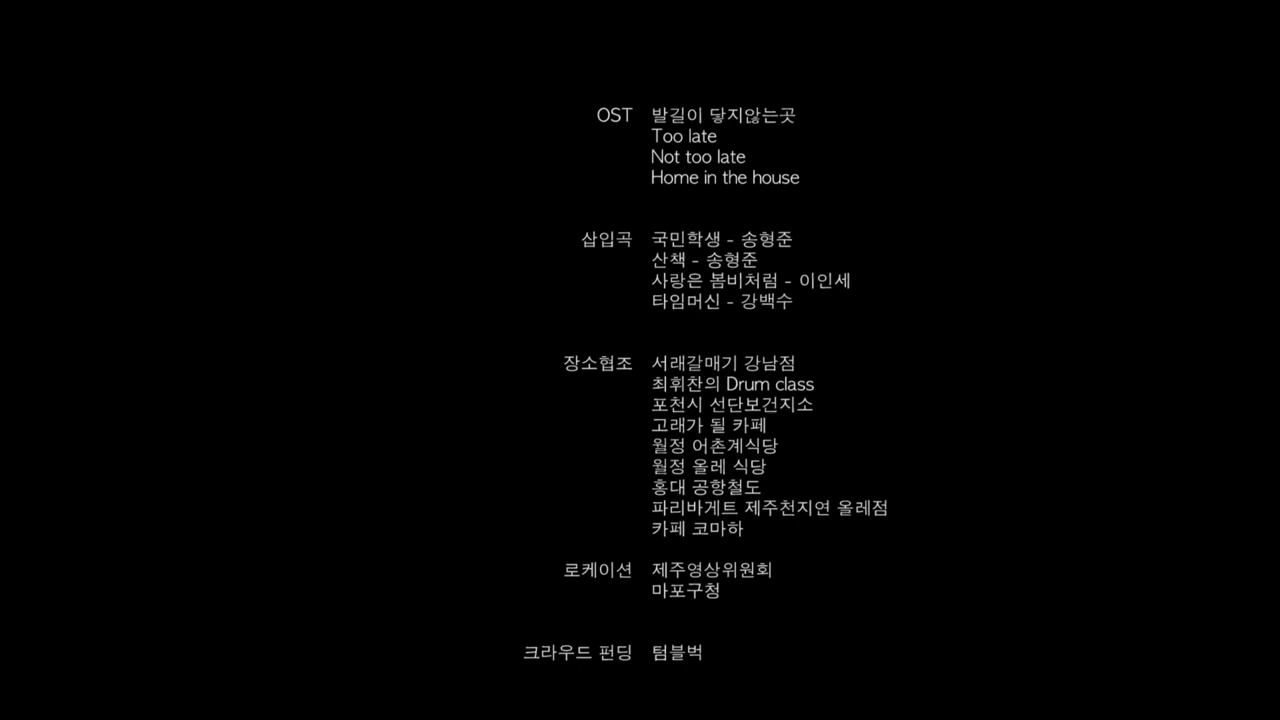 OST 발길이 닿지않는곳
Too late
Not too late
Home in the house
삽입곡 국민학생 - 송형준
산책 - 송형준
사랑은 봄비처럼 - 이인세
타임머신 - 강백수
장소협조 서래갈매기 강남점
최휘찬의 Drum class
포천시 선단보건지소
고래가 될 카페
월정 어촌계식당
월정 올레 식당
홍대 공항철도
파리바게트 제주천지연 올레점
카페 코마하
로케이션 제주영상위원회
마포구청
크라우드 펀딩 텀블벅